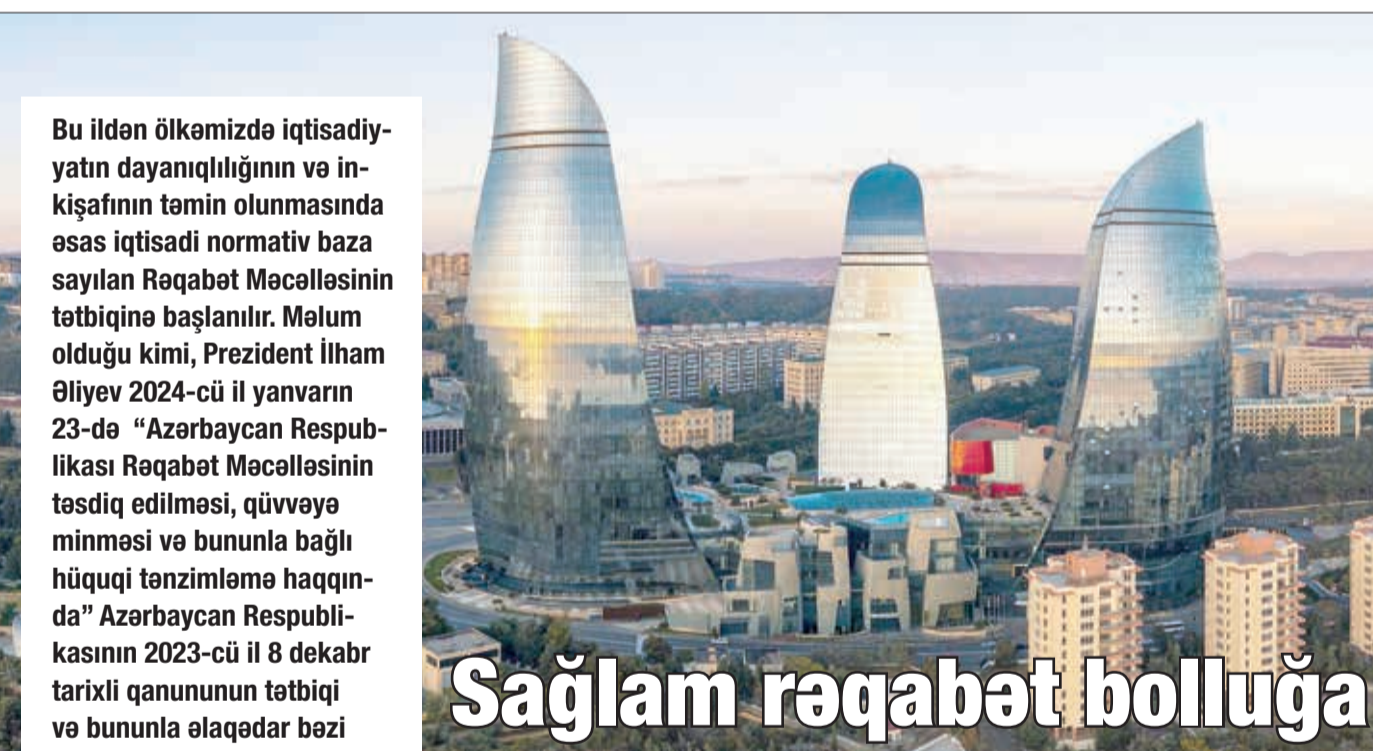 Bu ildən ölkəmizdə iqtisadiy-
yatın dayanıqlılığının və in-
kişafının təmin olunmasında
əsas iqtisadi normativ baza
sayılan Rəqabət Məcəlləsinin
tətbiqinə başlanılır. Məlum
olduğu kimi, Prezident İlham
Əliyev 2024-cü il yanvarın
23-də “Azərbaycan Respub-
likası Rəqabət Məcəlləsinin
təsdiq edilməsi, qüvvəyə
minməsi və bununla bağlı
hüquqi tənzimləmə haqqın-
da” Azərbaycan Respubli-
kasının 2023-cü il 8 dekabr
tarixli qanununun tətbiqi
və bununla əlaqədar bəzi
Sağlam rəqabət bolluğa